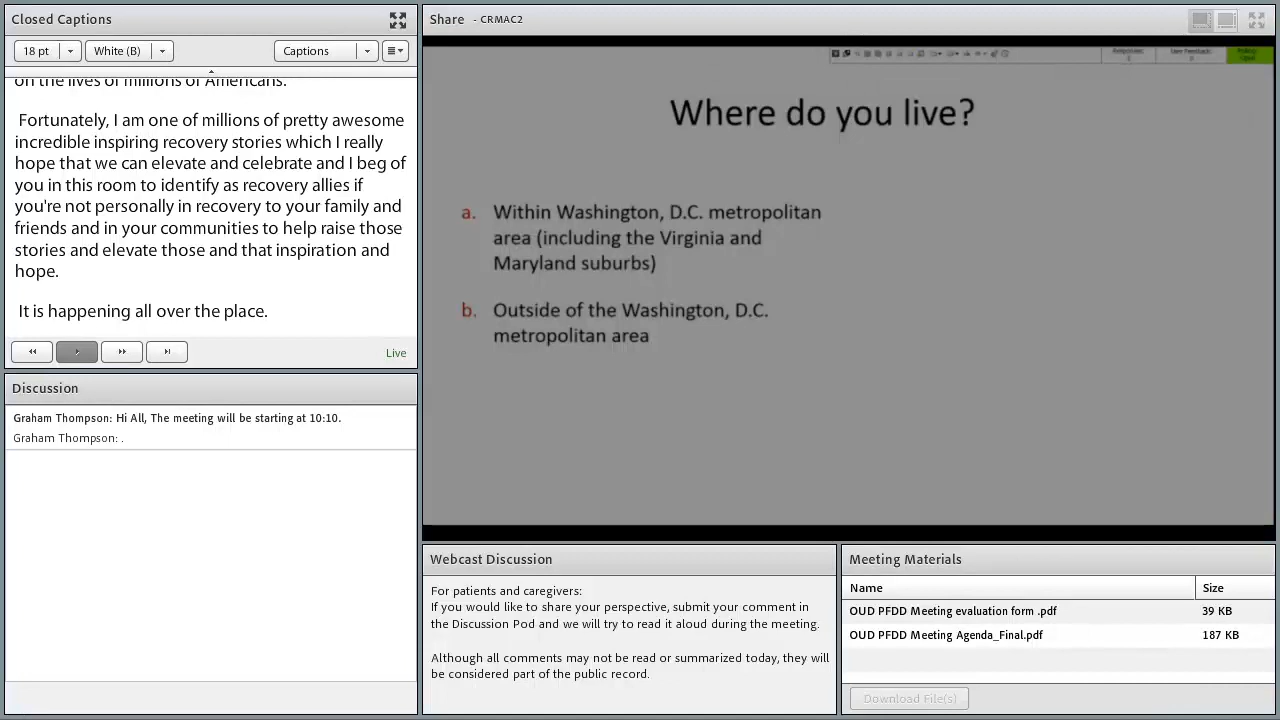 Closed Captions
18 pt
White (B)
Captions
on the lives of millions of Americans.
Fortunately, I am one of millions of pretty awesome
incredible inspiring recovery stories which I really
hope that we can elevate and celebrate and I beg of
you in this room to identify as recovery allies if
you're not personally in recovery to your family and
friends and in your communities to help raise those
stories and elevate those and that inspiration and
hope.
It is happening all over the place.
Live
Discussion
Graham Thompson: Hi All, The meeting will be starting at 10:10.
Graham Thompson: .
Share - CRMAC2
Where do you live?
a. Within Washington, D.C. metropolitan
area (including the Virginia and
Maryland suburbs)
b. Outside of the Washington, D.C.
metropolitan area
Webcast Discussion
For patients and caregivers:
If you would like to share your perspective, submit your comment in
the Discussion Pod and we will try to read it aloud during the meeting.
Although all comments may not be read or summarized today, they will
be considered part of the public record.
Meeting Materials
Name Size
OUD PFDD Meeting evaluation form .pdf 39 KB
OUD PFDD Meeting Agenda_Final.pdf 187 KB
Download File(s)